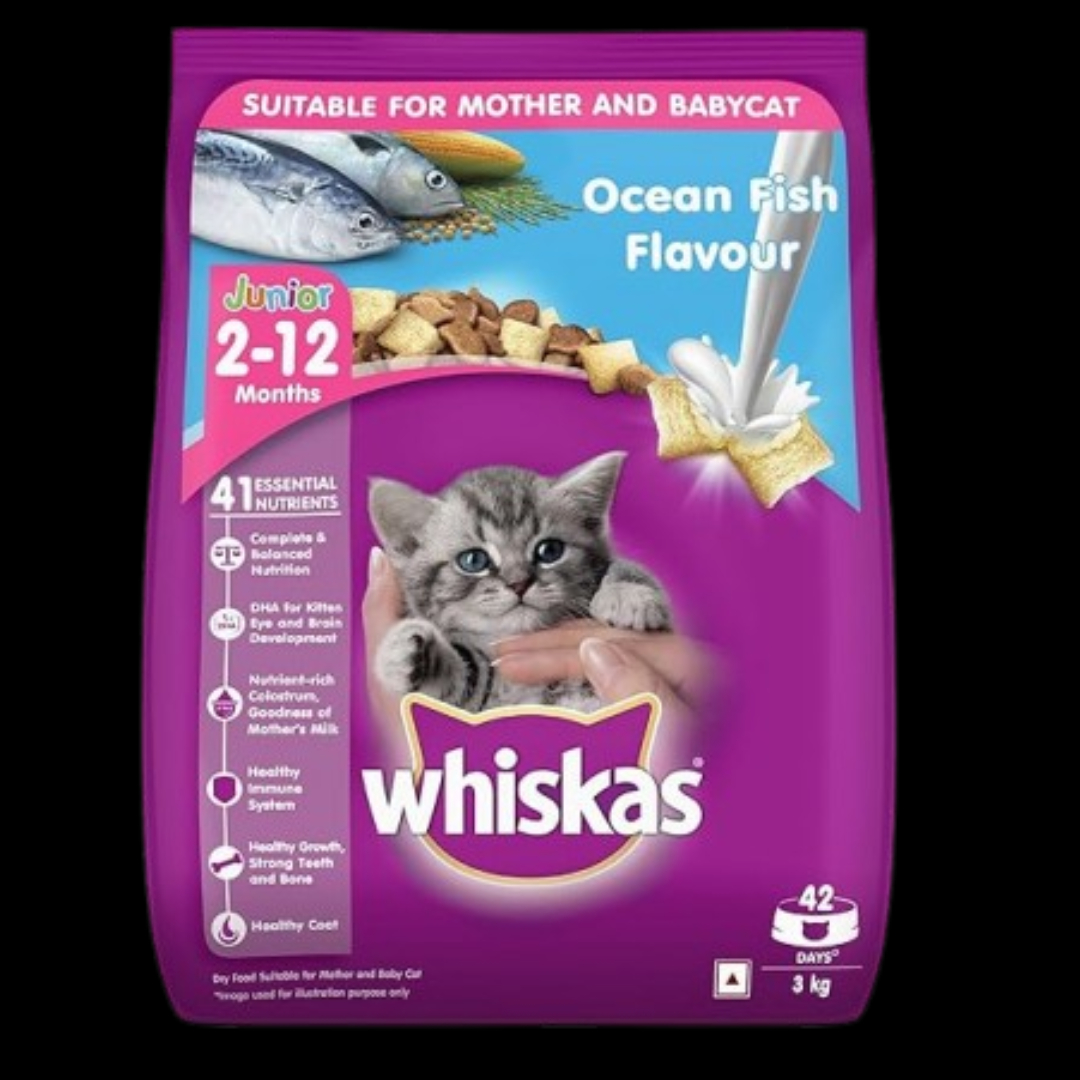 SUITABLE FOR MOTHER AND BABYCAT
Ocean Fish
Flavour
Junior
2-12
Months
41 ESSENTIAL
NUTRIENTS
Complete &
Balanced
Nutrition
DHA for Kitten
Eye and Brain
Development
Nutrient-rich
Colostrum,
Goodness of
Mother's Milk
Healthy
Immune
System
Healthy Growth,
Strong Teeth
and Bone
Healthy Coat
whiskas®
42
DAYS
3 kg
Dry Food Suitable for Mother and Baby Cat
*Image used for illustration purpose only